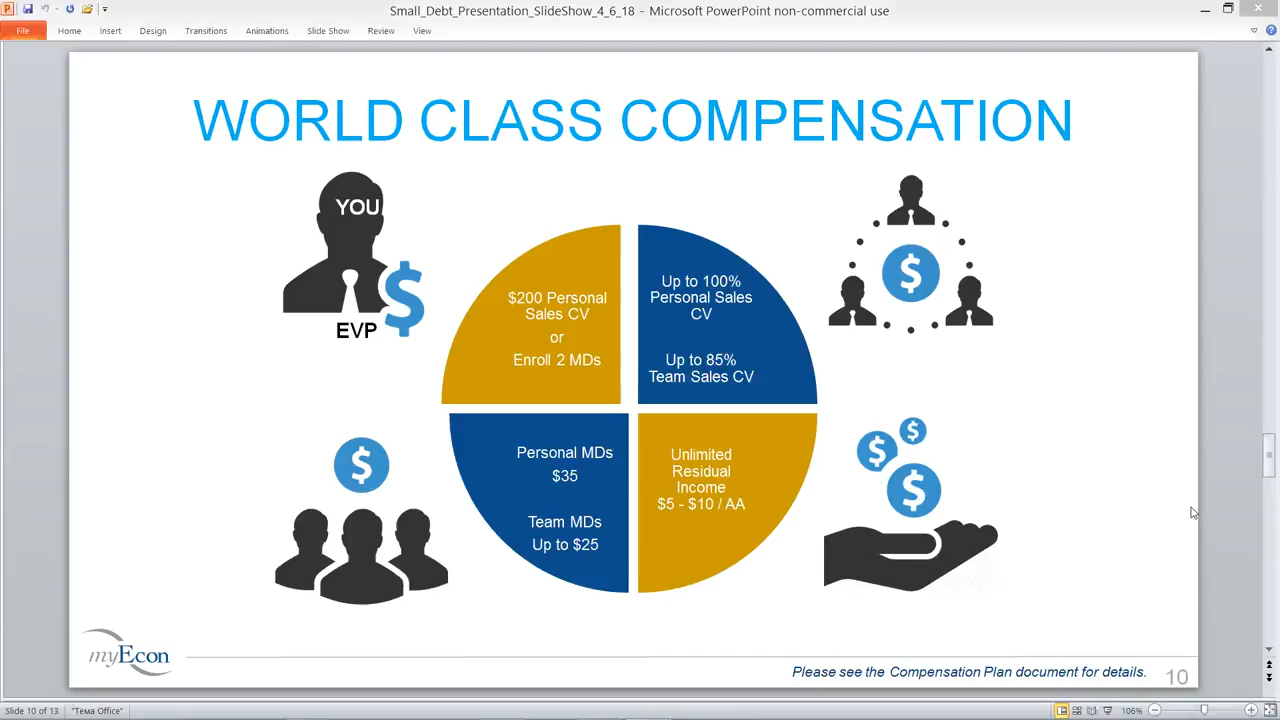 Small_Debt_Presentation_SlideShow_4_6_18 - Microsoft PowerPoint non-commercial use
File Home Insert Design Transitions Animations Slide Show Review View
WORLD CLASS COMPENSATION
YOU
EVP
$200 Personal
Sales CV
or
Enroll 2 MDs
Up to 100%
Personal Sales
CV
Up to 85%
Team Sales CV
Personal MDs
$35
Team MDs
Up to $25
Unlimited
Residual
Income
$5 - $10 / AA
myEcon
Please see the Compensation Plan document for details.
10
Slide 10 of 13 "Тема Office" 106%